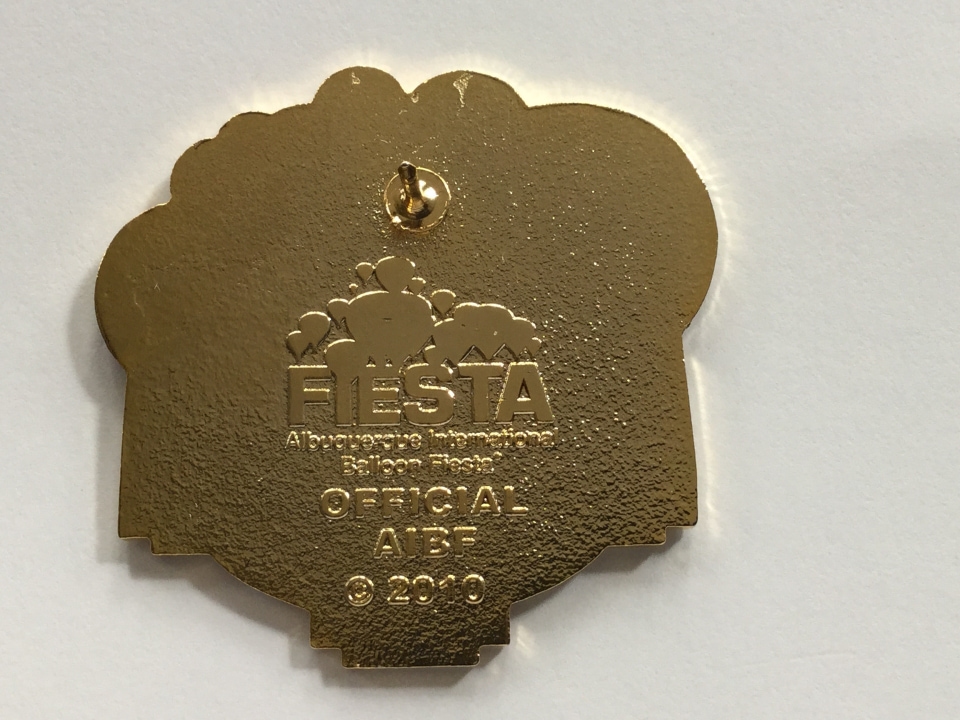 FIESTA
Albuquerque International
Balloon Fiesta®
OFFICIAL
AIBF
© 2010